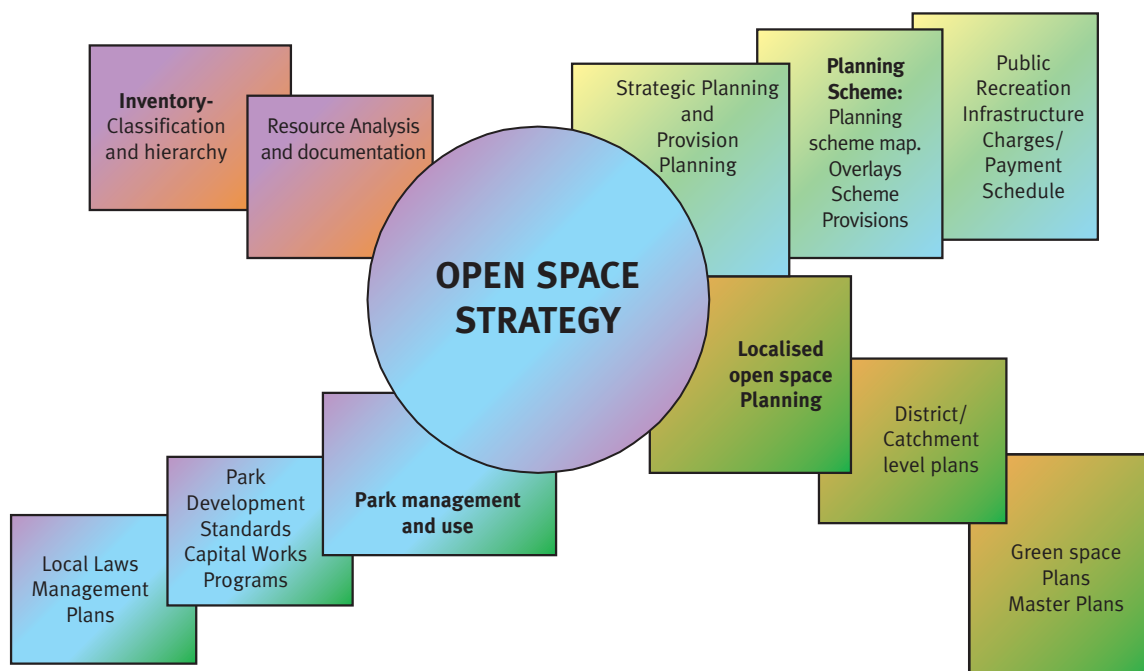 Inventory-
Classification
and hierarchy
Resource Analysis
and documentation
Strategic Planning
and
Provision
Planning
Planning
Scheme:
Planning
scheme map.
Overlays
Scheme
Provisions
Public
Recreation
Infrastructure
Charges/
Payment
Schedule
OPEN SPACE
STRATEGY
Localised
open space
Planning
District/
Catchment
level plans
Green space
Plans
Master Plans
Park management
and use
Park
Development
Standards
Capital Works
Programs
Local Laws
Management
Plans